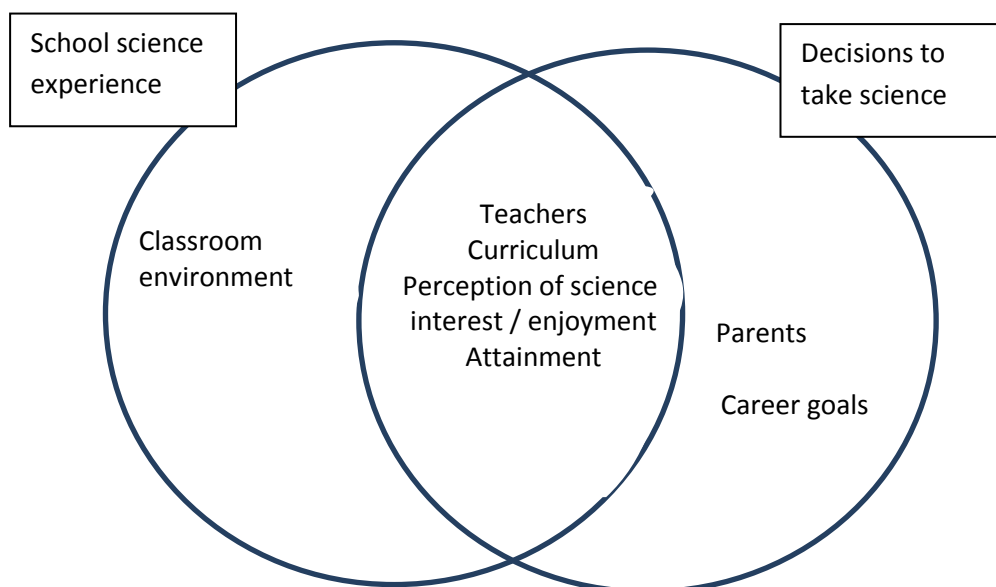 School science
experience
Decisions to
take science
Classroom
environment
Teachers
Curriculum
Perception of science
interest / enjoyment
Attainment
Parents
Career goals